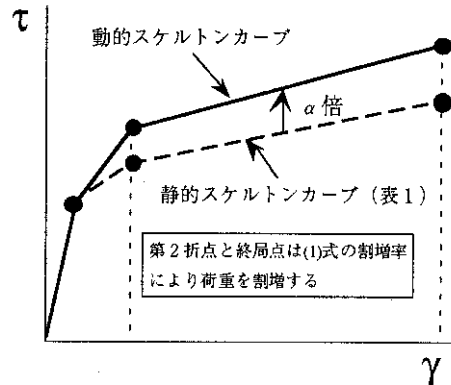 τ
動的スケルトンカーブ
α倍
静的スケルトンカーブ（表１）
第２折点と終局点は(1)式の割増率
により荷重を割増する
γ